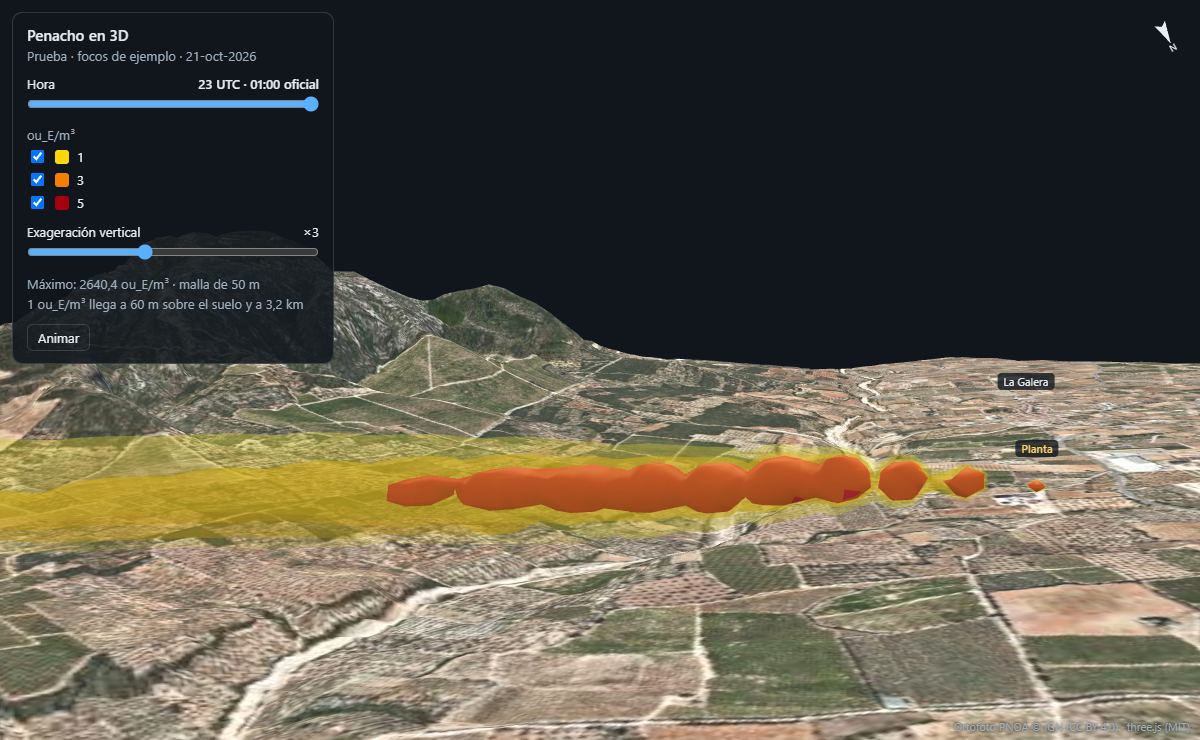 Penacho en 3D
Prueba · focos de ejemplo · 21-oct-2026
Hora 23 UTC · 01:00 oficial
ou_E/m³
1
3
5
Exageración vertical ×3
Máximo: 2640,4 ou_E/m³ · malla de 50 m
1 ou_E/m³ llega a 60 m sobre el suelo y a 3,2 km
Animar
N
La Galera
Planta
Ortofoto PNOA © IGN (CC BY 4.0) · three.js (MIT)